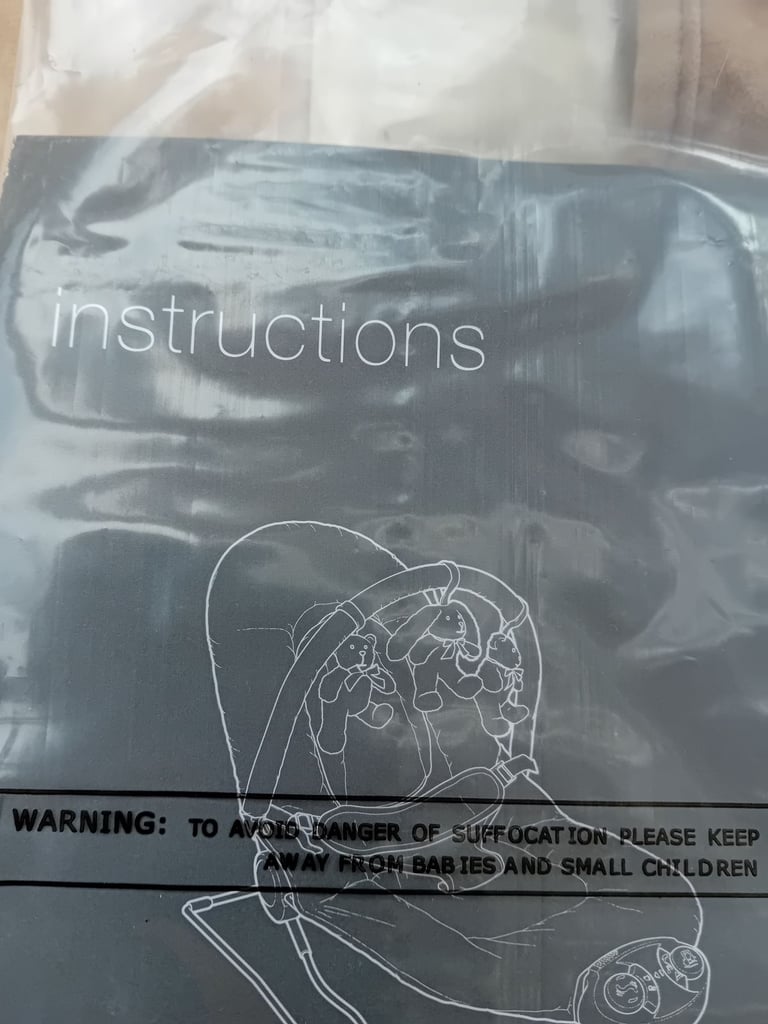 instructions
WARNING: TO AVOID DANGER OF SUFFOCATION PLEASE KEEP
AWAY FROM BABIES AND SMALL CHILDREN